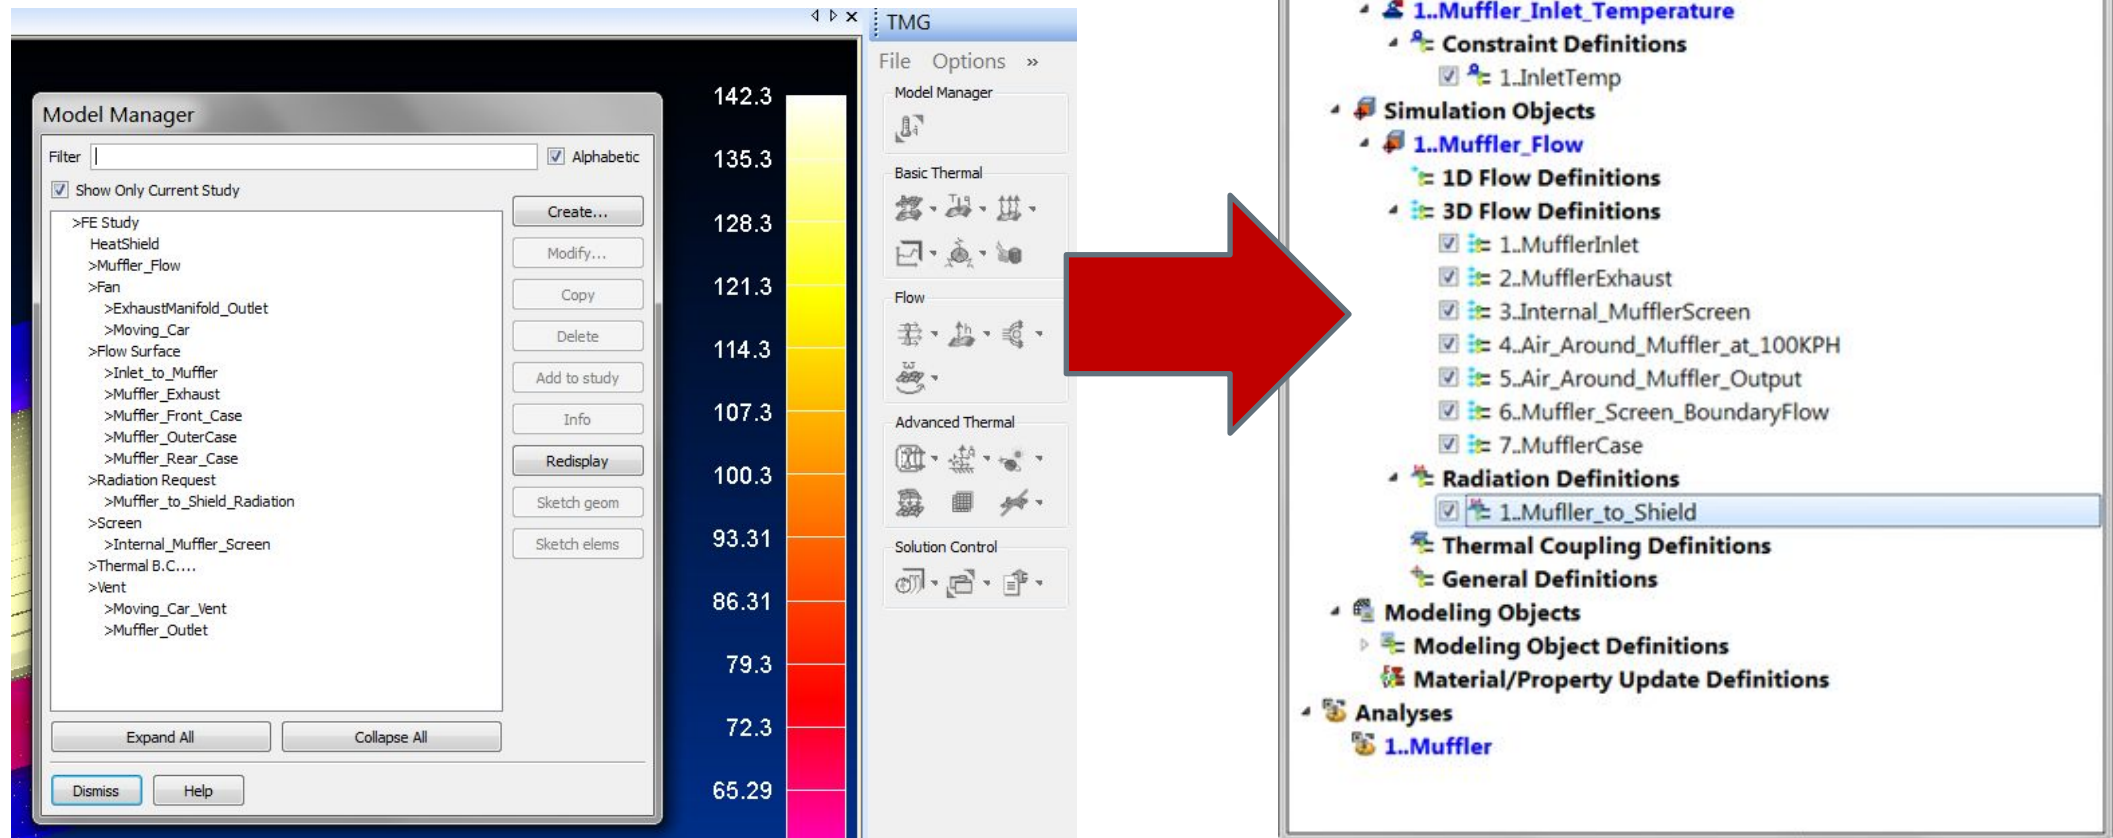 Model Manager
Filter
Alphabetic
Show Only Current Study
>FE Study
HeatShield
>Muffler_Flow
>Fan
>ExhaustManifold_Outlet
>Moving_Car
>Flow Surface
>Inlet_to_Muffler
>Muffler_Exhaust
>Muffler_Front_Case
>Muffler_OuterCase
>Muffler_Rear_Case
>Radiation Request
>Muffler_to_Shield_Radiation
>Screen
>Internal_Muffler_Screen
>Thermal B.C....
>Vent
>Moving_Car_Vent
>Muffler_Outlet
Create...
Modify...
Copy
Delete
Add to study
Info
Redisplay
Sketch geom
Sketch elems
Expand All
Collapse All
Dismiss
Help
142.3
135.3
128.3
121.3
114.3
107.3
100.3
93.31
86.31
79.3
72.3
65.29
TMG
File Options »
Model Manager
Basic Thermal
Flow
Advanced Thermal
Solution Control
1..Muffler_Inlet_Temperature
Constraint Definitions
1..InletTemp
Simulation Objects
1..Muffler_Flow
1D Flow Definitions
3D Flow Definitions
1..MufflerInlet
2..MufflerExhaust
3..Internal_MufflerScreen
4..Air_Around_Muffler_at_100KPH
5..Air_Around_Muffler_Output
6..Muffler_Screen_BoundaryFlow
7..MufflerCase
Radiation Definitions
1..Mufller_to_Shield
Thermal Coupling Definitions
General Definitions
Modeling Objects
Modeling Object Definitions
Material/Property Update Definitions
Analyses
1..Muffler